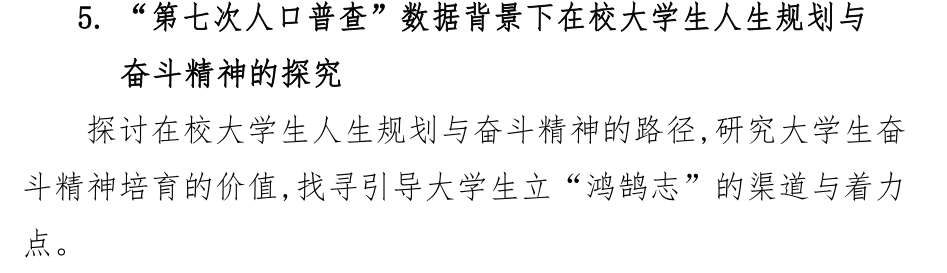 5. “第七次人口普查”数据背景下在校大学生人生规划与
奋斗精神的探究
探讨在校大学生人生规划与奋斗精神的路径,研究大学生奋
斗精神培育的价值,找寻引导大学生立“鸿鹄志”的渠道与着力
点。